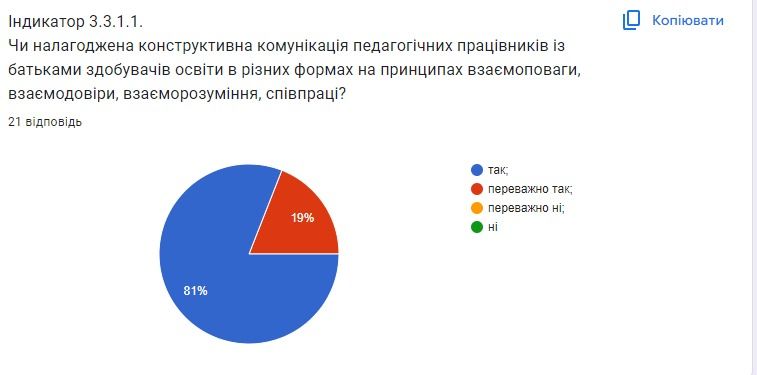 Індикатор 3.3.1.1.
Копіювати
Чи налагоджена конструктивна комунікація педагогічних працівників із
батьками здобувачів освіти в різних формах на принципах взаємоповаги,
взаємодовіри, взаєморозуміння, співпраці?
21 відповідь
так;
переважно так;
переважно ні;
ні
19%
81%